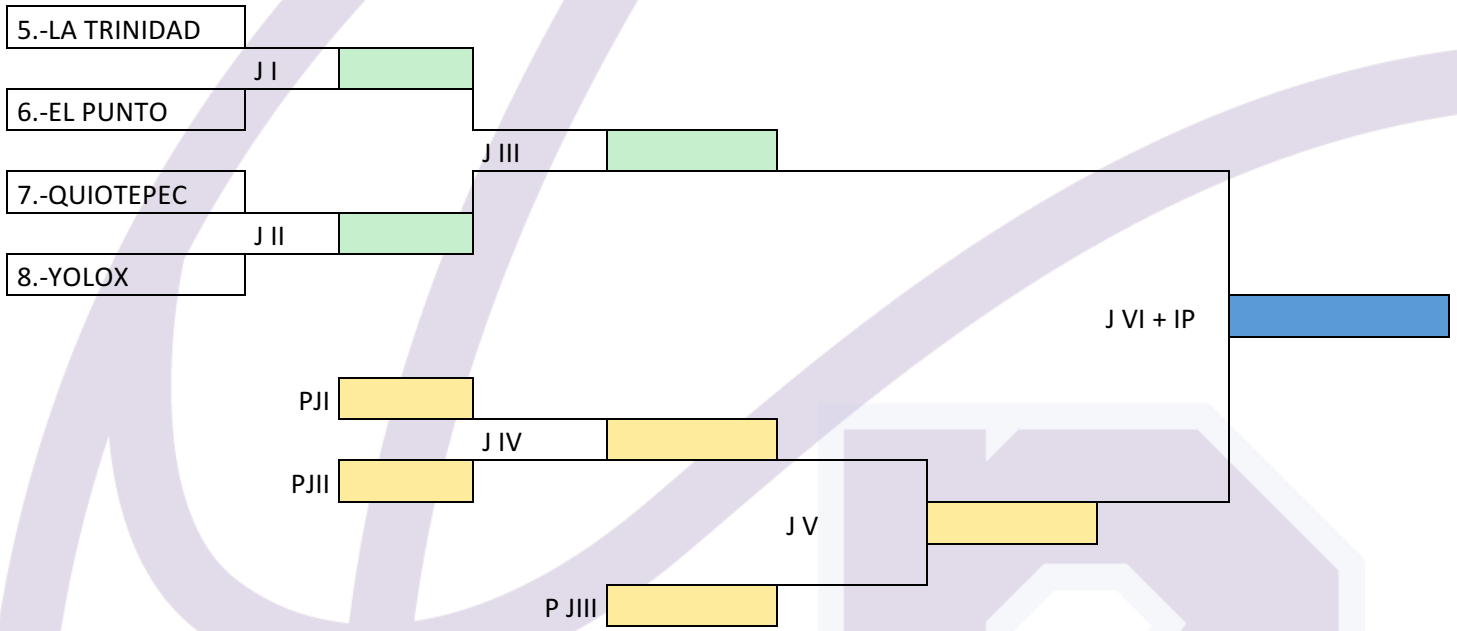 5.-LA TRINIDAD
J I
6.-EL PUNTO
J III
7.-QUIOTEPEC
J II
8.-YOLOX
J VI + IP
PJI
J IV
PJII
J V
P JIII